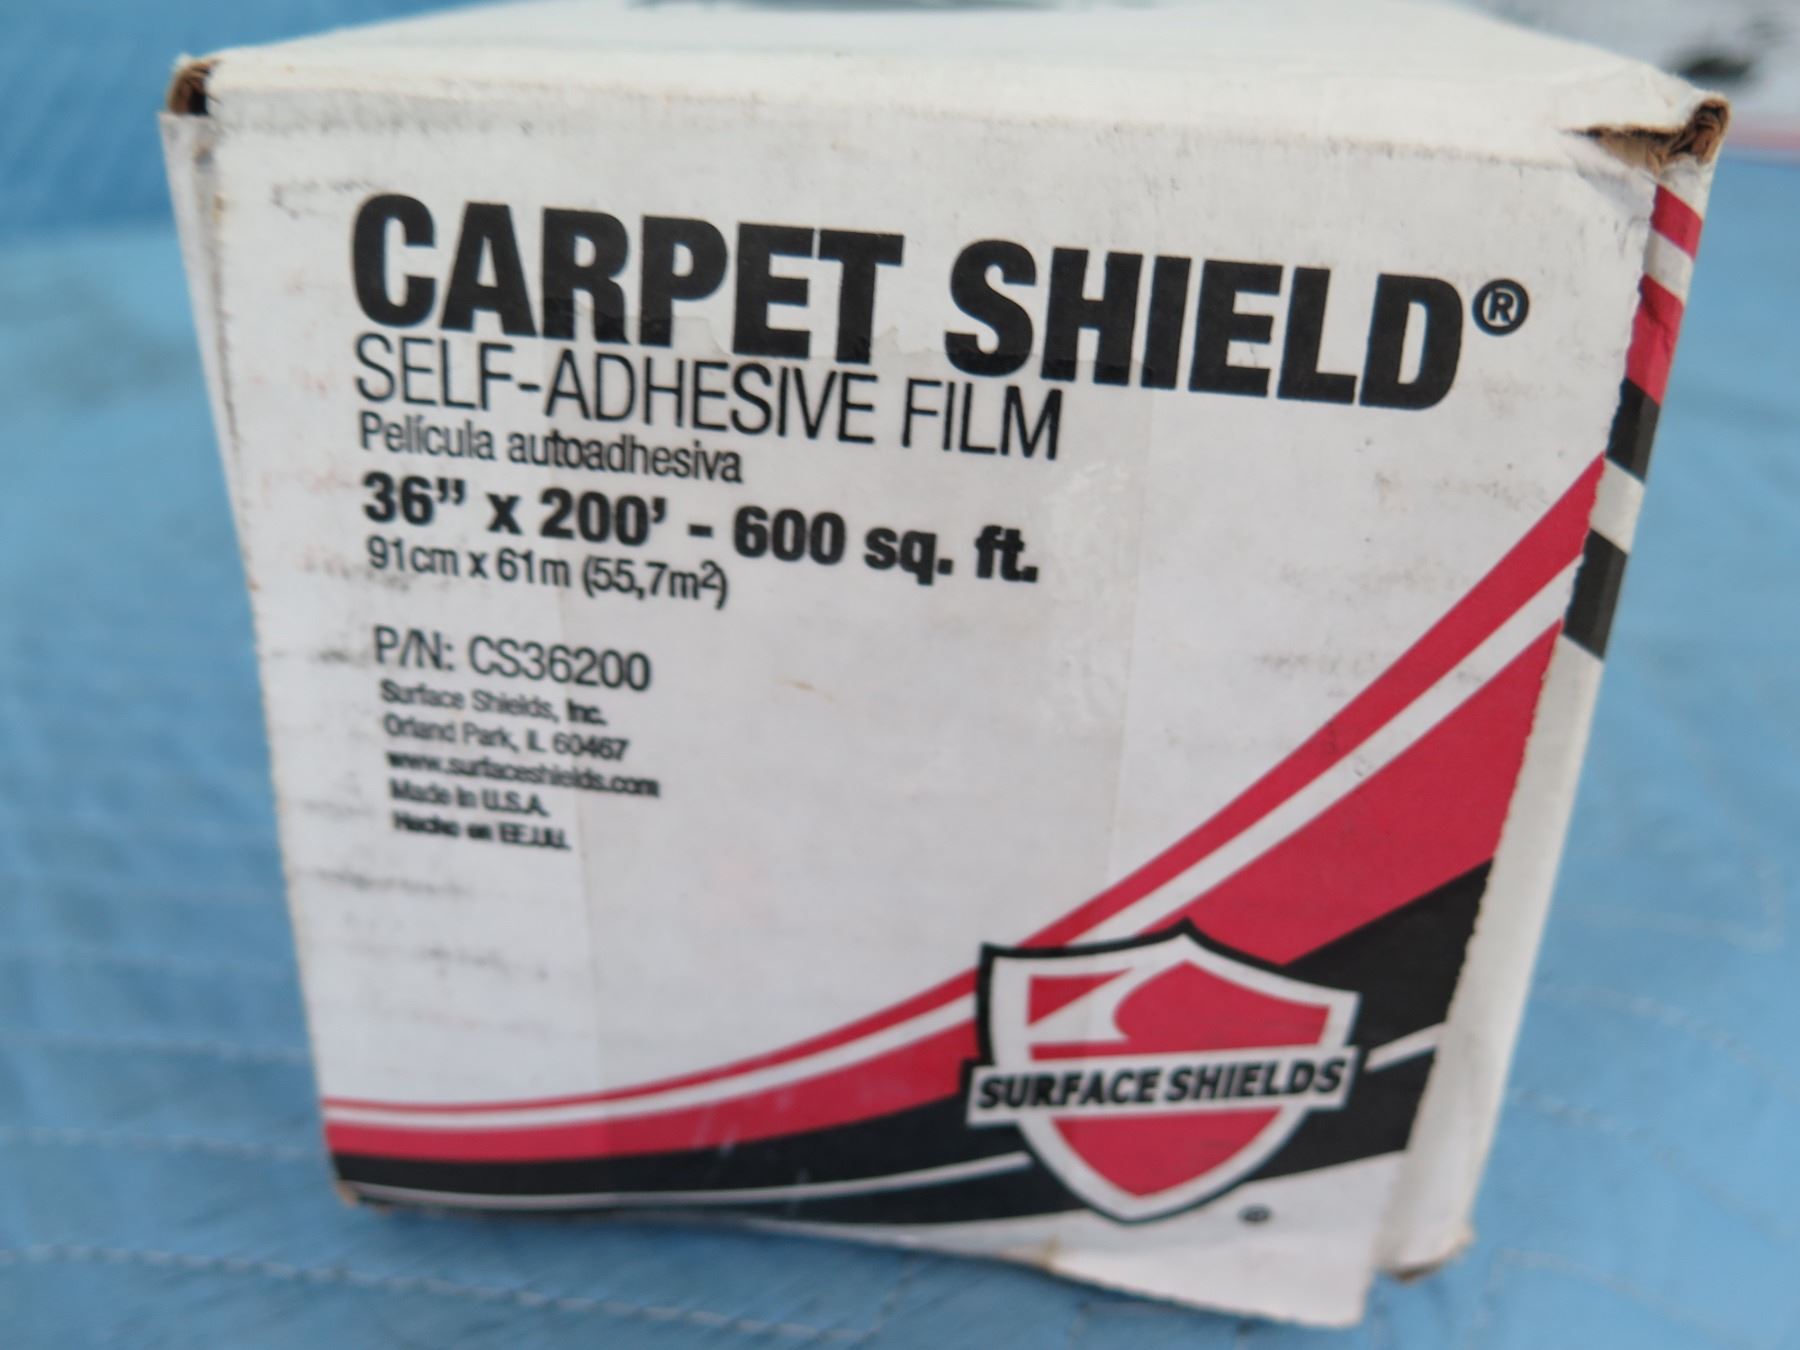 CARPET SHIELD®
SELF-ADHESIVE FILM
Película autoadhesiva
36” x 200’ - 600 sq. ft.
91cm x 61m (55,7m²)
P/N: CS36200
Surface Shields, Inc.
Orland Park, IL 60467
www.surfaceshields.com
Made in U.S.A.
Hecho en EE.UU.
SURFACE SHIELDS
®